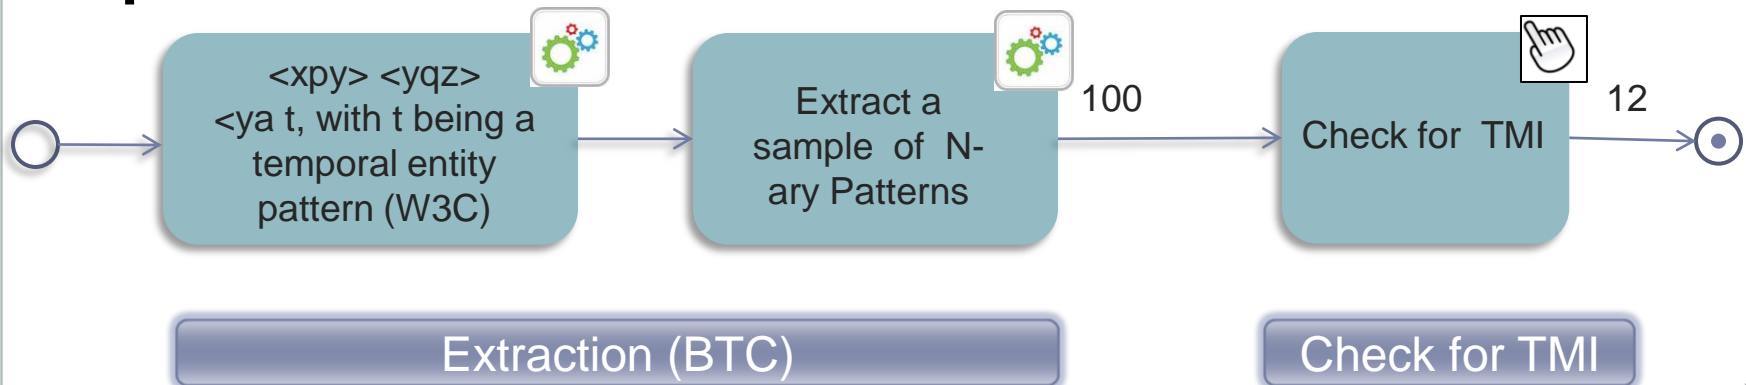 <xpy> <yqz>
<ya t, with t being a
temporal entity
pattern (W3C)
Extract a
sample of N-
ary Patterns
100
Check for TMI
12
Extraction (BTC)
Check for TMI